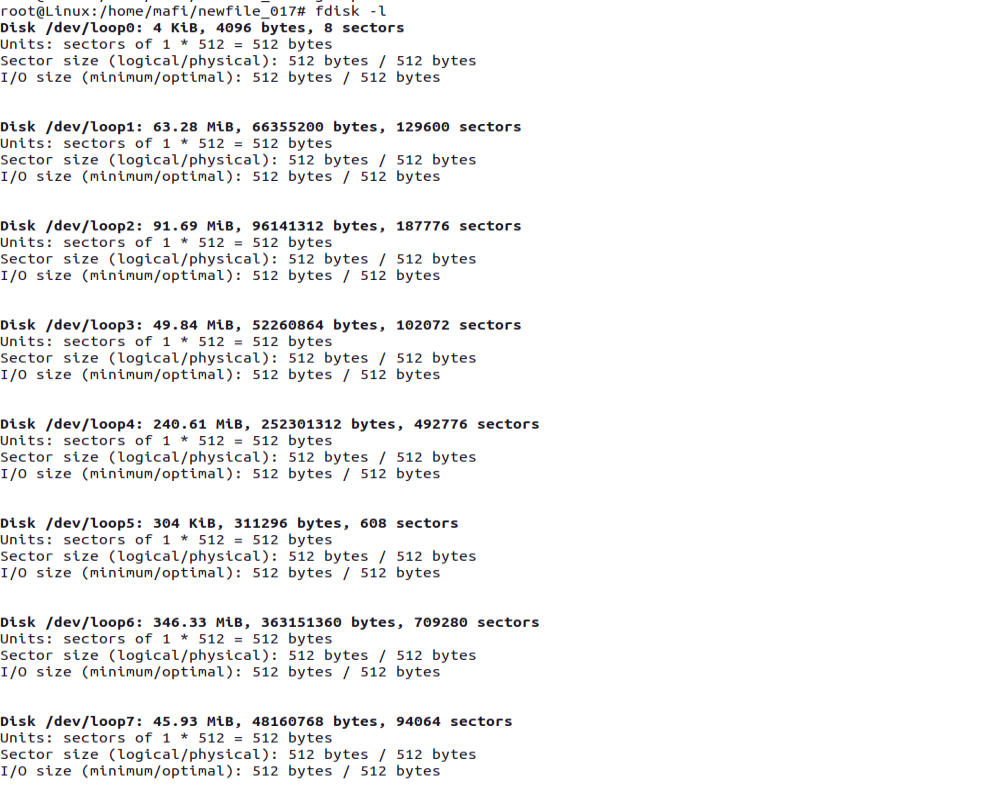 root@Linux:/home/mafi/newfile_017# fdisk -l
Disk /dev/loop0: 4 KiB, 4096 bytes, 8 sectors
Units: sectors of 1 * 512 = 512 bytes
Sector size (logical/physical): 512 bytes / 512 bytes
I/O size (minimum/optimal): 512 bytes / 512 bytes
Disk /dev/loop1: 63.28 MiB, 66355200 bytes, 129600 sectors
Units: sectors of 1 * 512 = 512 bytes
Sector size (logical/physical): 512 bytes / 512 bytes
I/O size (minimum/optimal): 512 bytes / 512 bytes
Disk /dev/loop2: 91.69 MiB, 96141312 bytes, 187776 sectors
Units: sectors of 1 * 512 = 512 bytes
Sector size (logical/physical): 512 bytes / 512 bytes
I/O size (minimum/optimal): 512 bytes / 512 bytes
Disk /dev/loop3: 49.84 MiB, 52260864 bytes, 102072 sectors
Units: sectors of 1 * 512 = 512 bytes
Sector size (logical/physical): 512 bytes / 512 bytes
I/O size (minimum/optimal): 512 bytes / 512 bytes
Disk /dev/loop4: 240.61 MiB, 252301312 bytes, 492776 sectors
Units: sectors of 1 * 512 = 512 bytes
Sector size (logical/physical): 512 bytes / 512 bytes
I/O size (minimum/optimal): 512 bytes / 512 bytes
Disk /dev/loop5: 304 KiB, 311296 bytes, 608 sectors
Units: sectors of 1 * 512 = 512 bytes
Sector size (logical/physical): 512 bytes / 512 bytes
I/O size (minimum/optimal): 512 bytes / 512 bytes
Disk /dev/loop6: 346.33 MiB, 363151360 bytes, 709280 sectors
Units: sectors of 1 * 512 = 512 bytes
Sector size (logical/physical): 512 bytes / 512 bytes
I/O size (minimum/optimal): 512 bytes / 512 bytes
Disk /dev/loop7: 45.93 MiB, 48160768 bytes, 94064 sectors
Units: sectors of 1 * 512 = 512 bytes
Sector size (logical/physical): 512 bytes / 512 bytes
I/O size (minimum/optimal): 512 bytes / 512 bytes